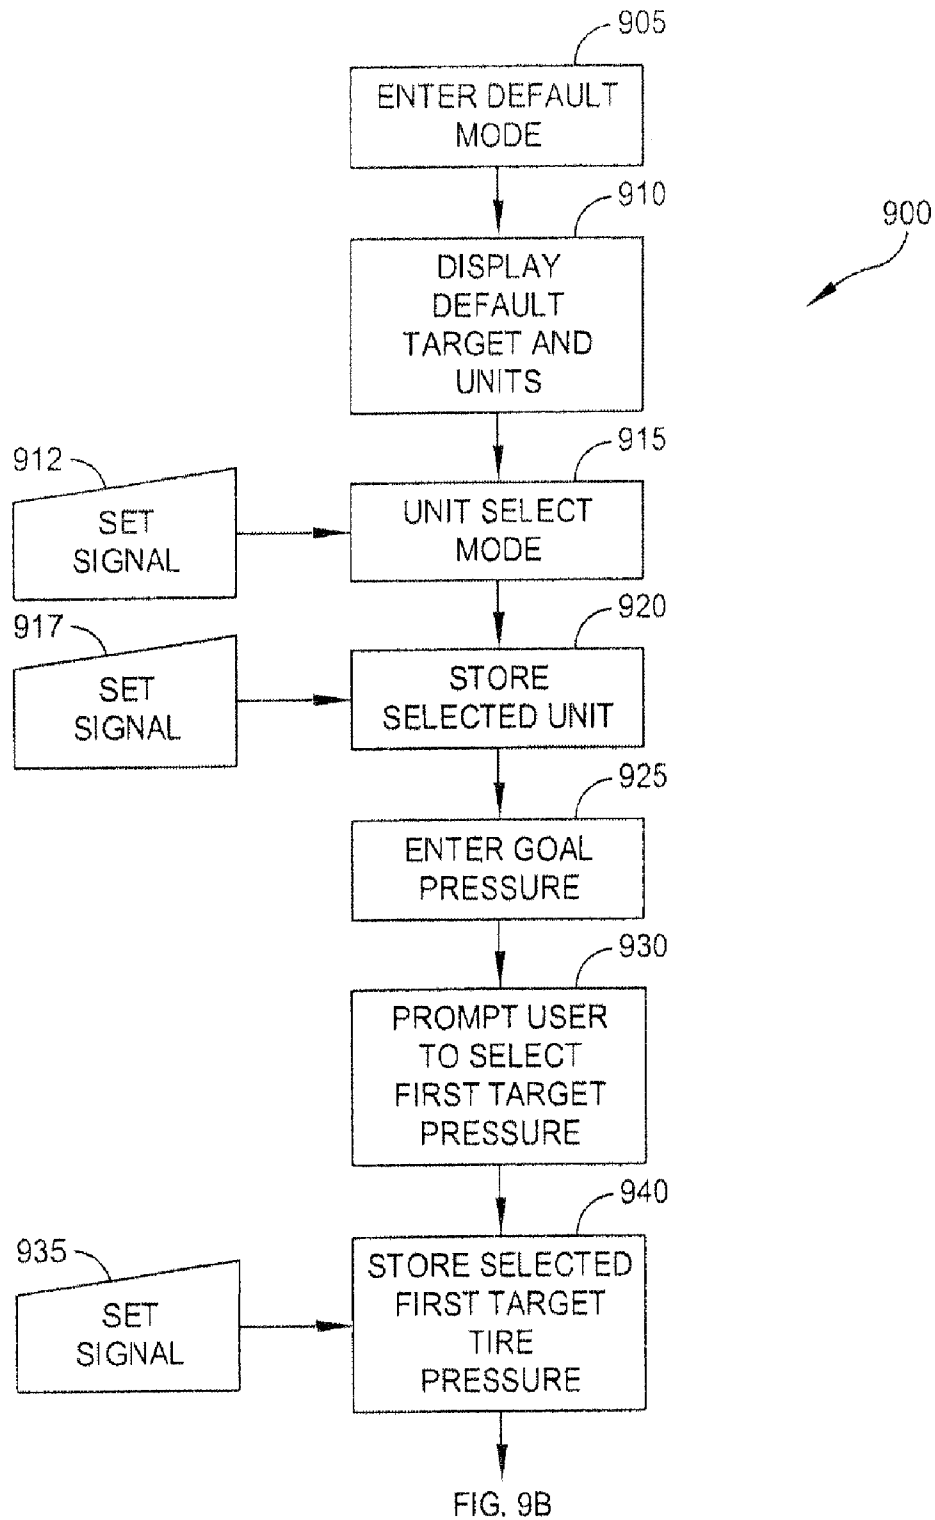 905
ENTER DEFAULT
MODE
910
900
DISPLAY
DEFAULT
TARGET AND
UNITS
915
912
UNIT SELECT
MODE
SET
SIGNAL
920
917
STORE
SELECTED UNIT
SET
SIGNAL
925
ENTER GOAL
PRESSURE
930
PROMPT USER
TO SELECT
FIRST TARGET
PRESSURE
940
935
STORE SELECTED
FIRST TARGET
TIRE
PRESSURE
SET
SIGNAL
FIG. 9B